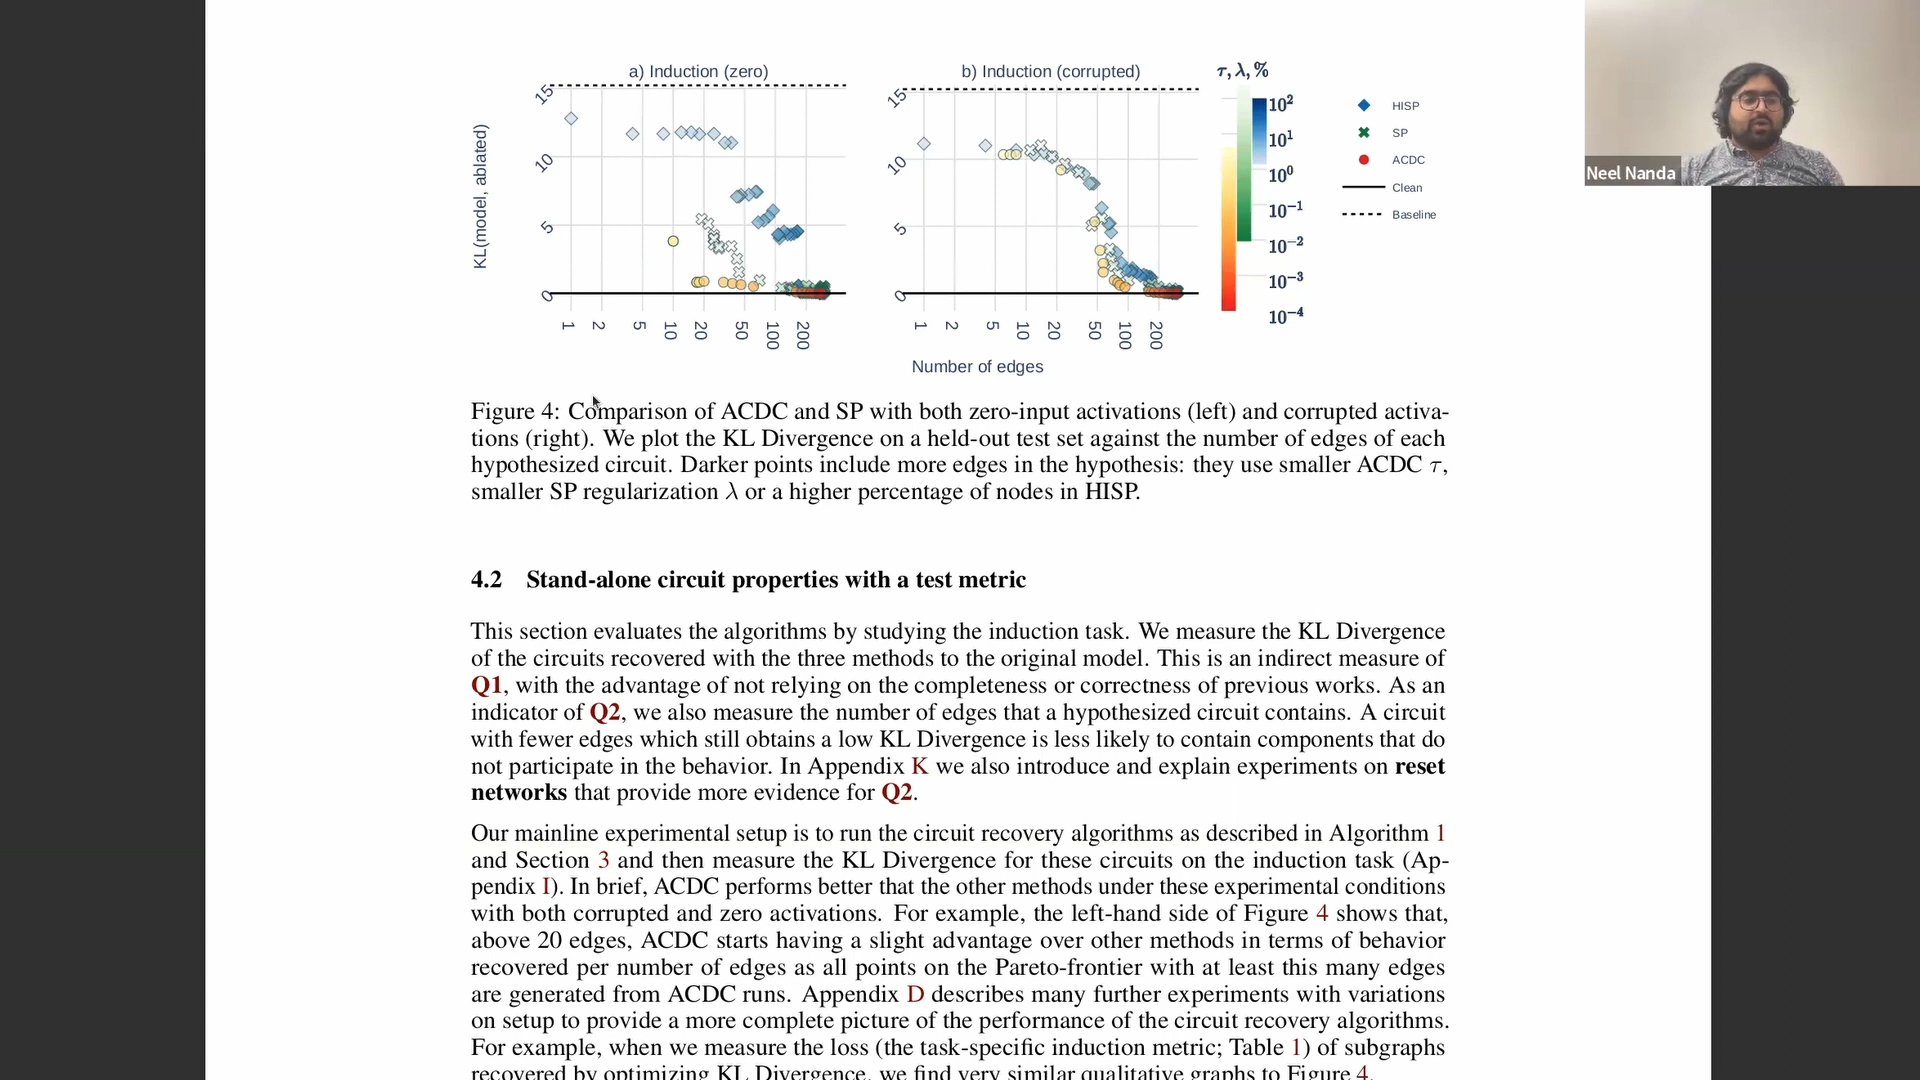 a) Induction (zero)
b) Induction (corrupted)
τ, λ, %
KL(model, ablated)
15
10
5
0
15
10
5
0
1 2 5 10 20 50 100 200
1 2 5 10 20 50 100 200
Number of edges
10²
10¹
10⁰
10⁻¹
10⁻²
10⁻³
10⁻⁴
HISP
SP
ACDC
Clean
Baseline
Neel Nanda
Figure 4: Comparison of ACDC and SP with both zero-input activations (left) and corrupted activa-
tions (right). We plot the KL Divergence on a held-out test set against the number of edges of each
hypothesized circuit. Darker points include more edges in the hypothesis: they use smaller ACDC τ,
smaller SP regularization λ or a higher percentage of nodes in HISP.
4.2 Stand-alone circuit properties with a test metric
This section evaluates the algorithms by studying the induction task. We measure the KL Divergence
of the circuits recovered with the three methods to the original model. This is an indirect measure of
Q1, with the advantage of not relying on the completeness or correctness of previous works. As an
indicator of Q2, we also measure the number of edges that a hypothesized circuit contains. A circuit
with fewer edges which still obtains a low KL Divergence is less likely to contain components that do
not participate in the behavior. In Appendix K we also introduce and explain experiments on reset
networks that provide more evidence for Q2.
Our mainline experimental setup is to run the circuit recovery algorithms as described in Algorithm 1
and Section 3 and then measure the KL Divergence for these circuits on the induction task (Ap-
pendix I). In brief, ACDC performs better that the other methods under these experimental conditions
with both corrupted and zero activations. For example, the left-hand side of Figure 4 shows that,
above 20 edges, ACDC starts having a slight advantage over other methods in terms of behavior
recovered per number of edges as all points on the Pareto-frontier with at least this many edges
are generated from ACDC runs. Appendix D describes many further experiments with variations
on setup to provide a more complete picture of the performance of the circuit recovery algorithms.
For example, when we measure the loss (the task-specific induction metric; Table 1) of subgraphs
recovered by optimizing KL Divergence, we find very similar qualitative graphs to Figure 4.